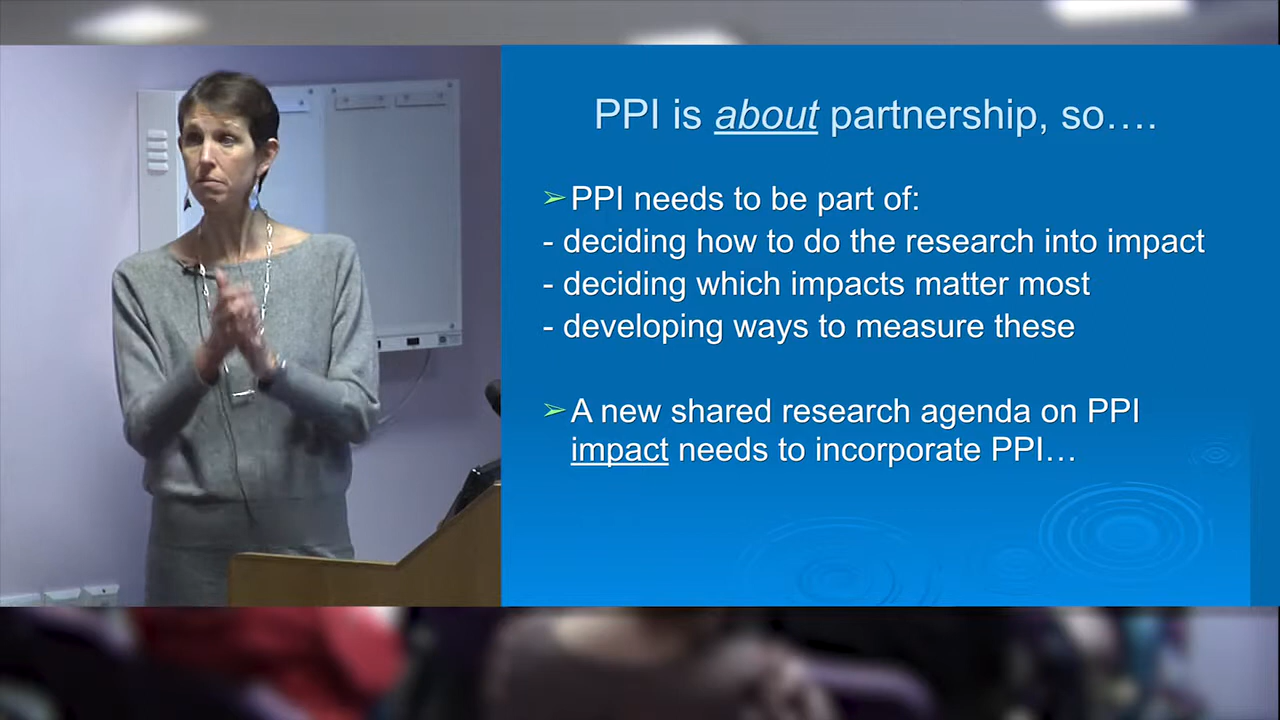 PPI is about partnership, so….
➢PPI needs to be part of:
- deciding how to do the research into impact
- deciding which impacts matter most
- developing ways to measure these
➢A new shared research agenda on PPI
impact needs to incorporate PPI…